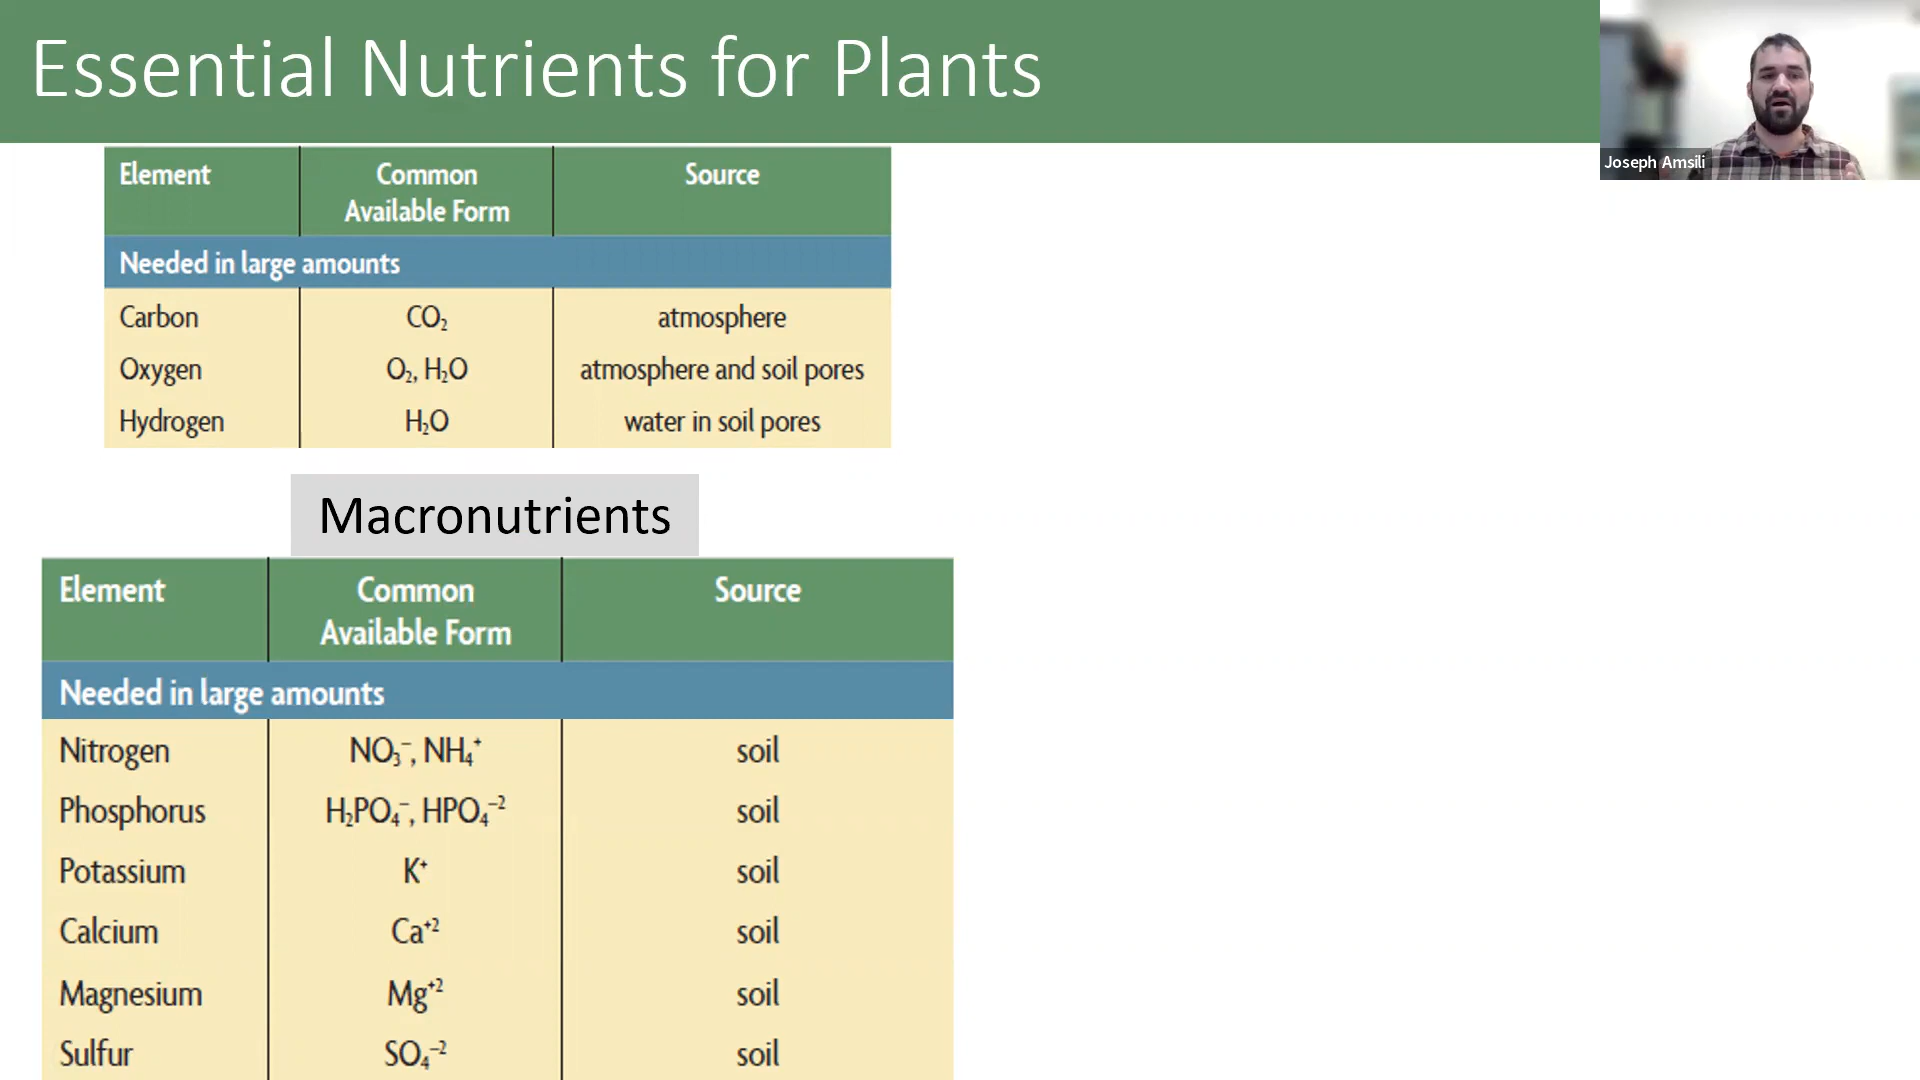 Essential Nutrients for Plants
Joseph Amsili
Element Common Source
Available Form
Needed in large amounts
Carbon CO₂ atmosphere
Oxygen O₂, H₂O atmosphere and soil pores
Hydrogen H₂O water in soil pores
Macronutrients
Element Common Source
Available Form
Needed in large amounts
Nitrogen NO₃⁻, NH₄⁺ soil
Phosphorus H₂PO₄⁻, HPO₄⁻² soil
Potassium K⁺ soil
Calcium Ca⁺² soil
Magnesium Mg⁺² soil
Sulfur SO₄⁻² soil